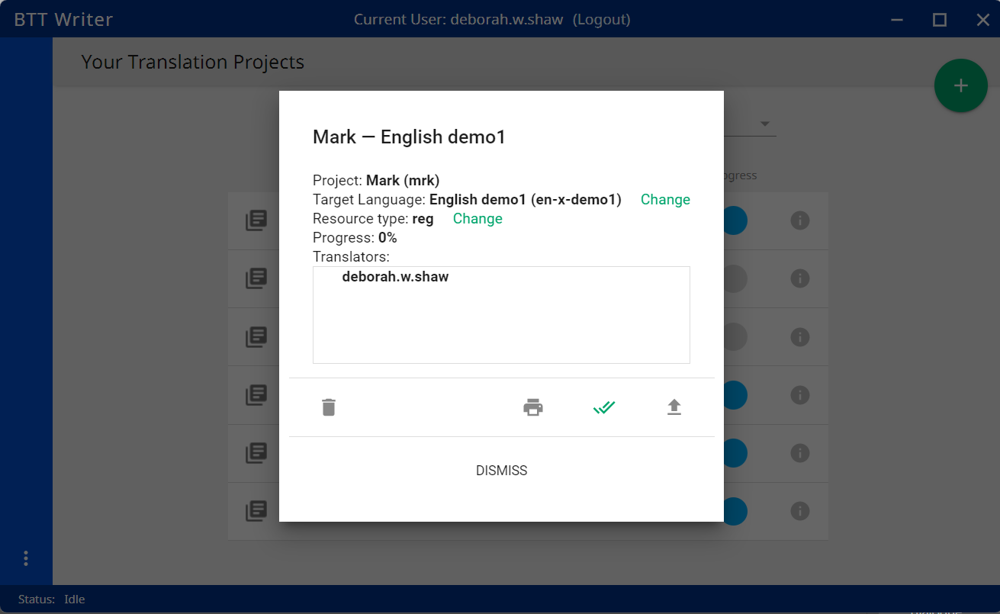 BTT Writer
Current User: deborah.w.shaw (Logout)
Your Translation Projects
Mark — English demo1
Project: Mark (mrk)
Target Language: English demo1 (en-x-demo1) Change
Resource type: reg Change
Progress: 0%
Translators:
deborah.w.shaw
DISMISS
Status: Idle